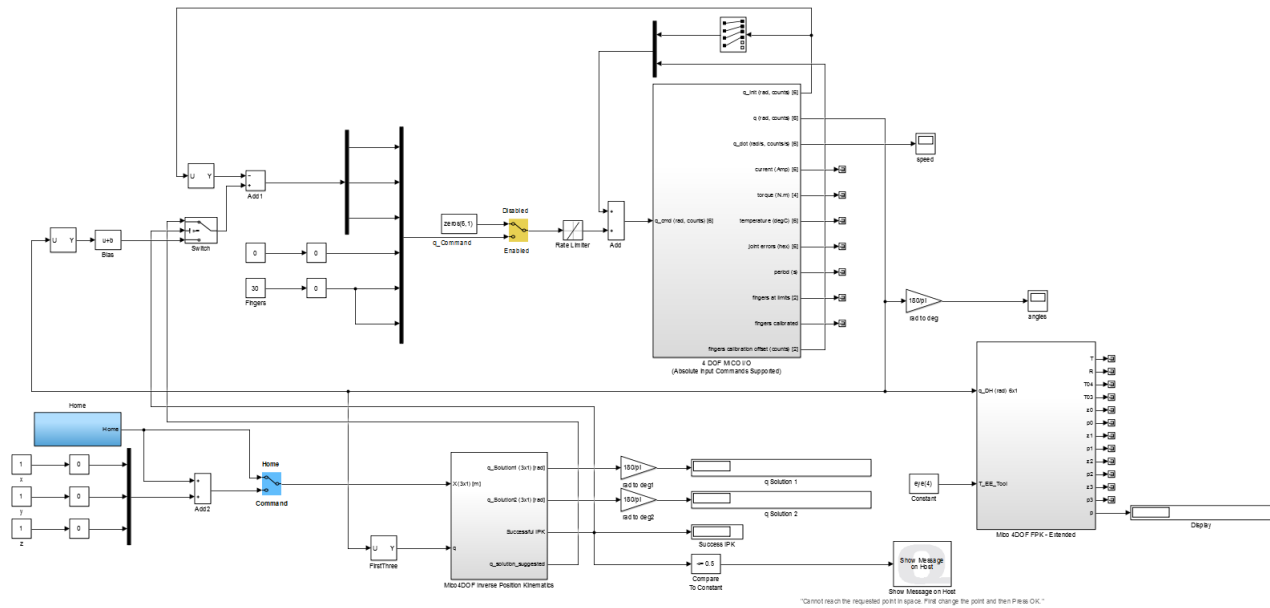 q_init (rad, counts) [6]
q (rad, counts) [6]
q_dot (rad/s, counts/s) [6]
speed
current (Amp) [6]
torque (N.m) [4]
U Y
Add1
temperature (degC) [6]
q_cmd (rad, counts) [6]
zeros(6,1)
Disabled
q_Command
Enabled
Rate Limiter
Add
Switch
U Y
u+0
Bias
joint errors (hex) [6]
0
0
period (s)
30
0
Fingers
fingers at limits [2]
180/pi
rad to deg
angles
fingers calibrated
fingers calibration offset (counts) [2]
4 DOF MICO I/O
(Absolute Input Commands Supported)
T
R
T04
T03
q_DH (rad) 6x1
z0
p0
z1
p1
z2
p2
z3
p3
p
T_EE_Tool
eye(4)
Constant
Display
Mico 4DOF FPK - Extended
Home
Home
1
0
x
1
0
y
1
0
z
Add2
Home
Command
q_Solution1 (3x1) [rad]
X (3x1) [m]
q_Solution2 (3x1) [rad]
Successful IPK
q
q_solution_suggested
Mico4DOF Inverse Position Kinematics
180/pi
rad to deg1
q Solution 1
180/pi
rad to deg2
q Solution 2
Success IPK
U Y
FirstThree
Compare
To Constant
Show Message
on Host
Show Message on Host
"Cannot reach the requested point in space. First change the point and then Press OK."